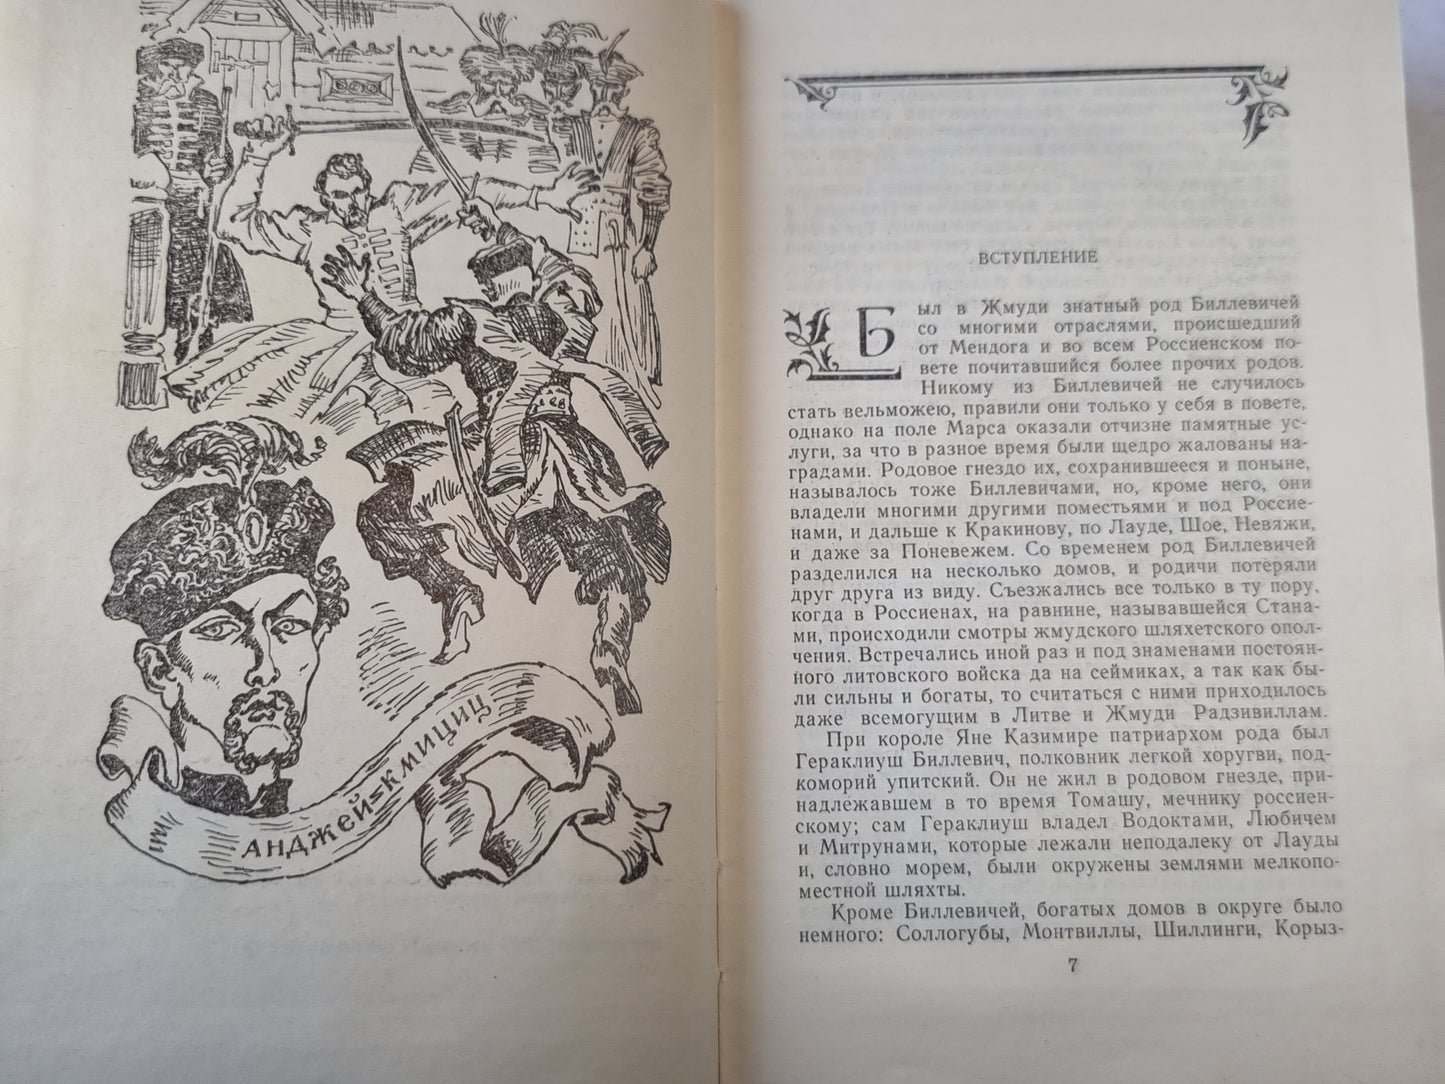 АНДЖЕЙ=КМИЦИЦ
ВСТУПЛЕНИЕ
Был в Жмуди знатный род Биллевичей
со многими отраслями, происшедший
от Мендога и во всем Россиенском по-
вете почитавшийся более прочих родов.
Никому из Биллевичей не случилось
стать вельможею, правили они только у себя в повете,
однако на поле Марса оказали отчизне памятные ус-
луги, за что в разное время были щедро жалованы на-
градами. Родовое гнездо их, сохранившееся и поныне,
называлось тоже Биллевичами, но, кроме него, они
владели многими другими поместьями и под Россие-
нами, и дальше к Кракинову, по Лауде, Шое, Невяжи,
и даже за Поневежем. Со временем род Биллевичей
разделился на несколько домов, и родичи потеряли
друг друга из виду. Съезжались все только в ту пору,
когда в Россиенах, на равнине, называвшейся Стана-
ми, происходили смотры жмудского шляхетского опол-
чения. Встречались иной раз и под знаменами постоян-
ного литовского войска да на сеймиках, а так как бы-
ли сильны и богаты, то считаться с ними приходилось
даже всемогущим в Литве и Жмуди Радзивиллам.
При короле Яне Казимире патриархом рода был
Гераклиуш Биллевич, полковник легкой хоругви, под-
коморий упитский. Он не жил в родовом гнезде, при-
надлежавшем в то время Томашу, мечнику россиен-
скому; сам Гераклиуш владел Водоктами, Любичем
и Митрунами, которые лежали неподалеку от Лауды
и, словно морем, были окружены землями мелкопо-
местной шляхты.
Кроме Биллевичей, богатых домов в округе было
немного: Соллогубы, Монтвиллы, Шиллинги, Корыз-
7